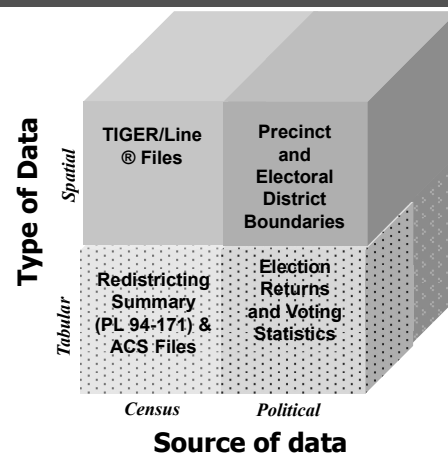 Type of Data
Spatial
TIGER/Line
® Files
Precinct
and
Electoral
District
Boundaries
Tabular
Redistricting
Summary
(PL 94-171) &
ACS Files
Election
Returns
and Voting
Statistics
Census
Political
Source of data